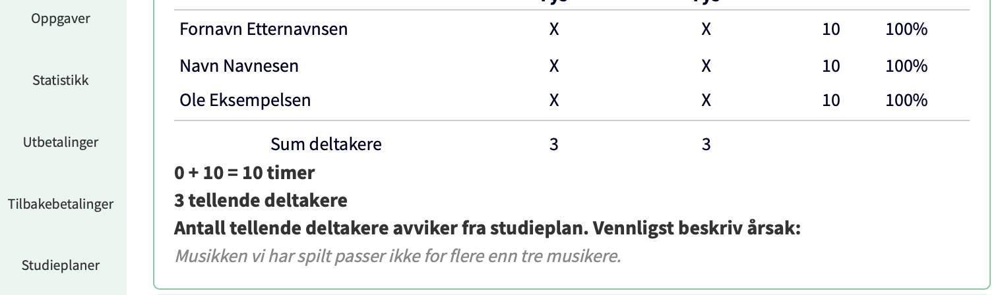 Oppgaver
Statistikk
Utbetalinger
Tilbakebetalinger
Studieplaner
Fornavn Etternavnsen X X 10 100%
Navn Navnesen X X 10 100%
Ole Eksempelsen X X 10 100%
Sum deltakere 3 3
0 + 10 = 10 timer
3 tellende deltakere
Antall tellende deltakere avviker fra studieplan. Vennligst beskriv årsak:
Musikken vi har spilt passer ikke for flere enn tre musikere.